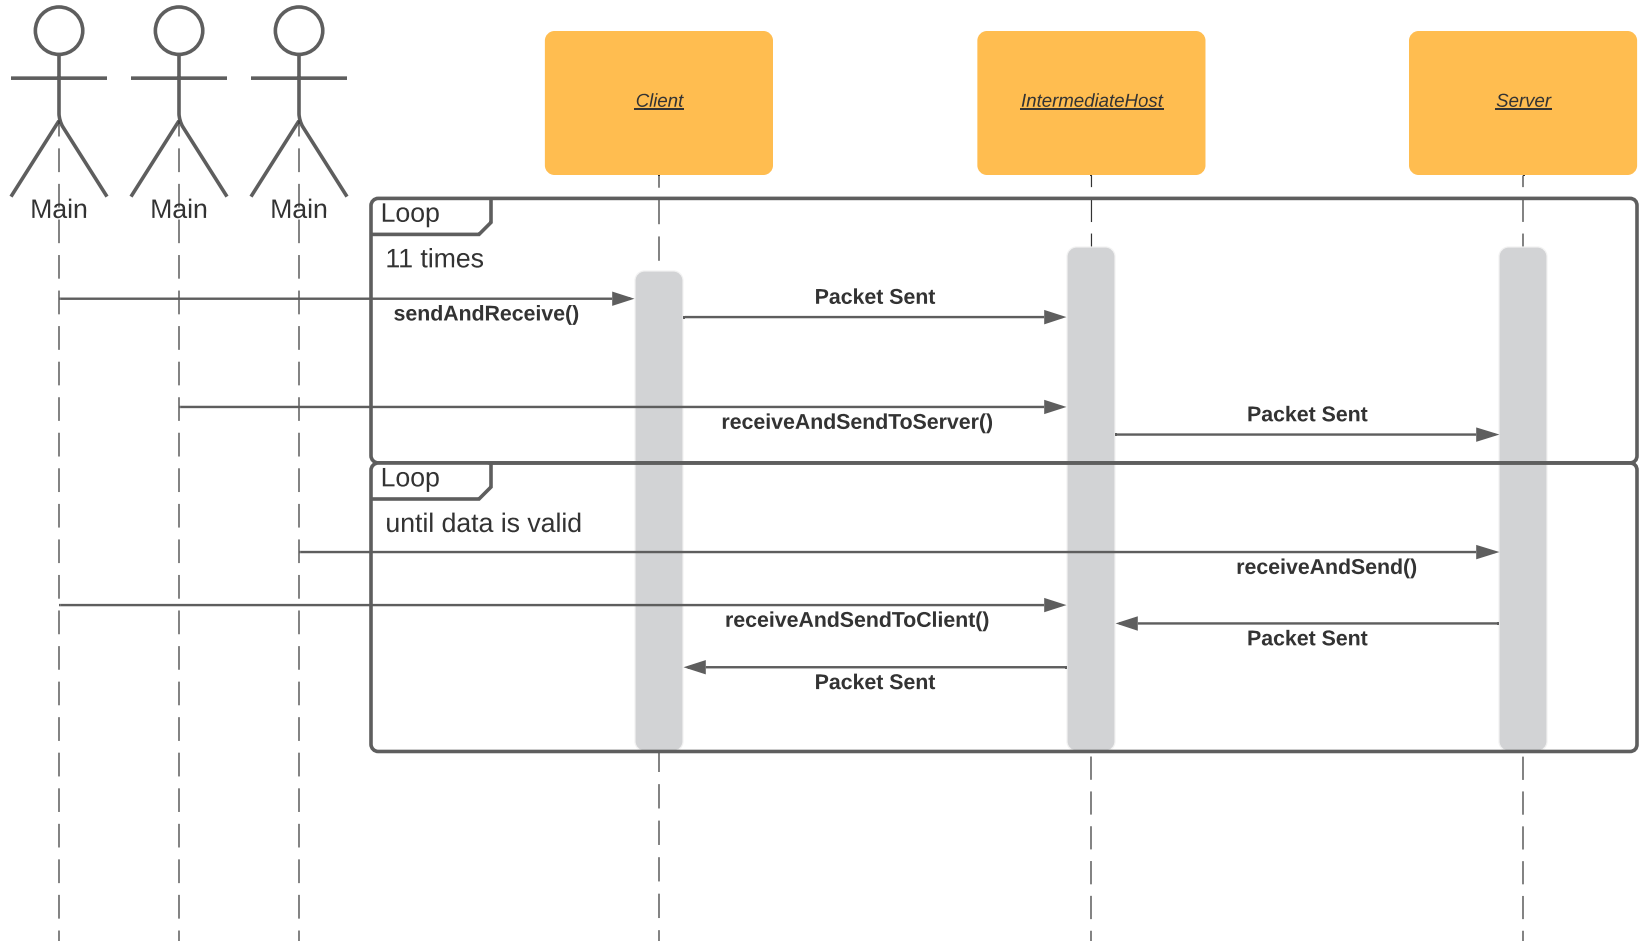 Client
IntermediateHost
Server
Main
Main
Main
Loop
11 times
sendAndReceive()
Packet Sent
receiveAndSendToServer()
Packet Sent
Loop
until data is valid
receiveAndSend()
receiveAndSendToClient()
Packet Sent
Packet Sent